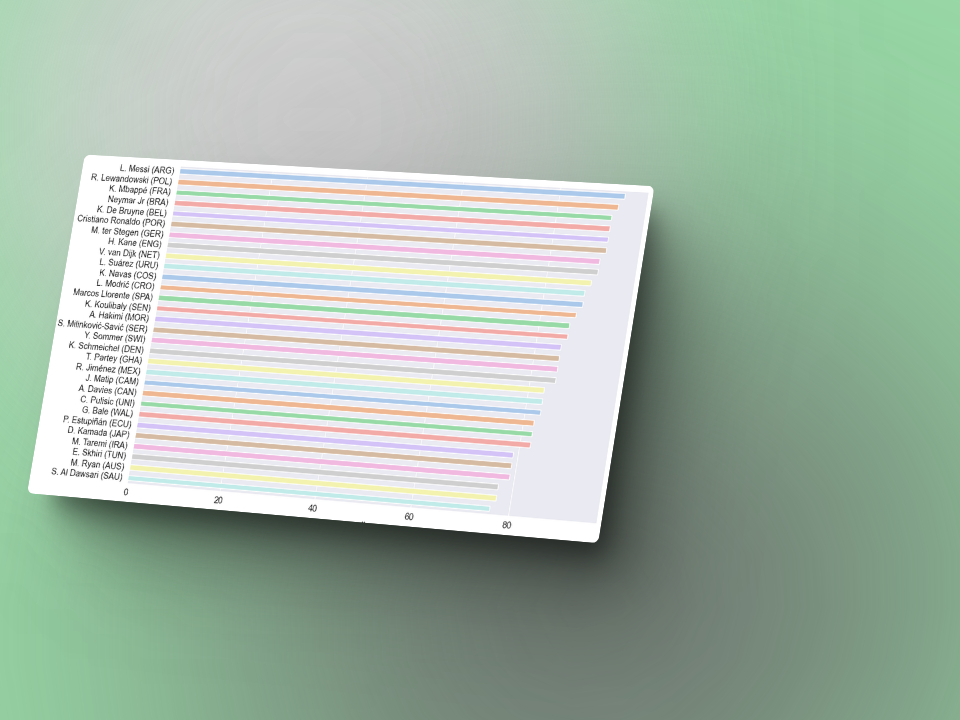 L. Messi (ARG)
R. Lewandowski (POL)
K. Mbappé (FRA)
Neymar Jr (BRA)
K. De Bruyne (BEL)
Cristiano Ronaldo (POR)
M. ter Stegen (GER)
H. Kane (ENG)
V. van Dijk (NET)
L. Suárez (URU)
K. Navas (COS)
L. Modrić (CRO)
Marcos Llorente (SPA)
K. Koulibaly (SEN)
A. Hakimi (MOR)
S. Milinković-Savić (SER)
Y. Sommer (SWI)
K. Schmeichel (DEN)
T. Partey (GHA)
R. Jiménez (MEX)
J. Matip (CAM)
A. Davies (CAN)
C. Pulisic (UNI)
G. Bale (WAL)
P. Estupiñán (ECU)
D. Kamada (JAP)
M. Taremi (IRA)
E. Skhiri (TUN)
M. Ryan (AUS)
S. Al Dawsari (SAU)
0 20 40 60 80